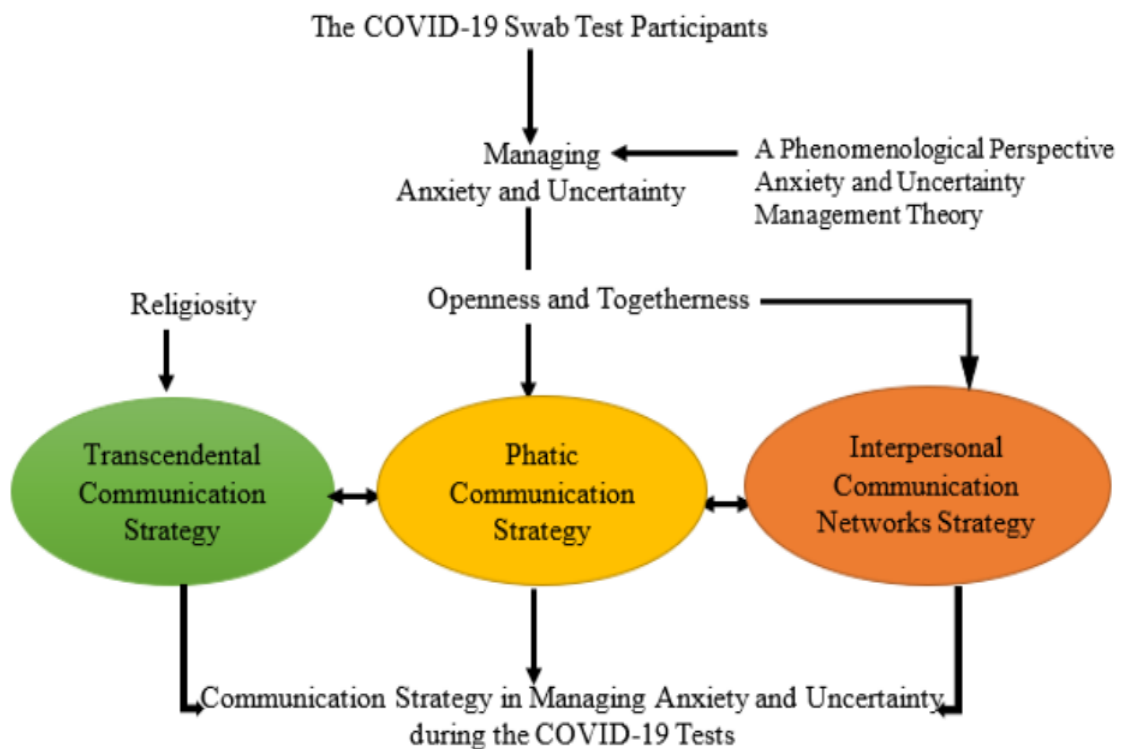 The COVID-19 Swab Test Participants
Managing
Anxiety and Uncertainty
A Phenomenological Perspective
Anxiety and Uncertainty
Management Theory
Religiosity
Openness and Togetherness
Transcendental
Communication
Strategy
Phatic
Communication
Strategy
Interpersonal
Communication
Networks Strategy
Communication Strategy in Managing Anxiety and Uncertainty
during the COVID-19 Tests